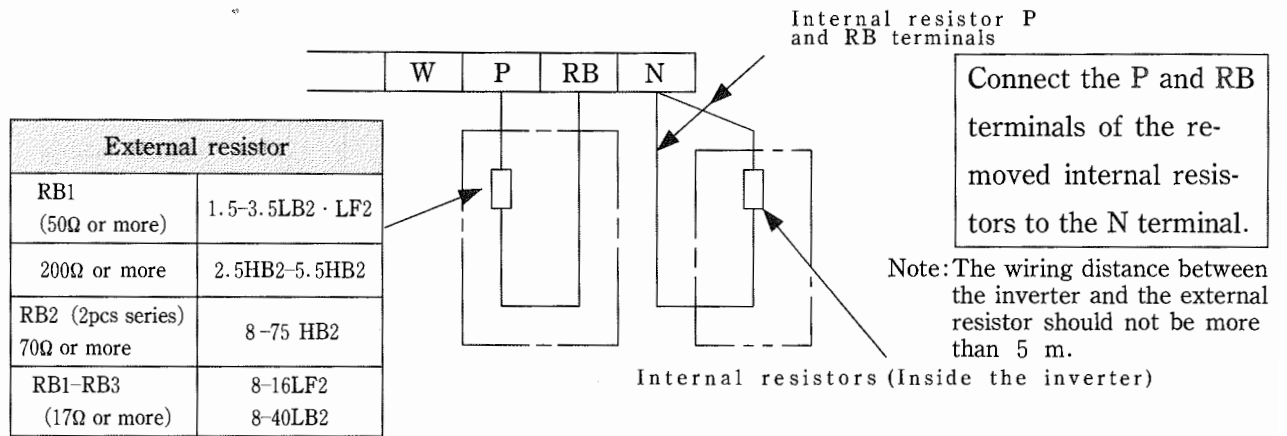 Internal resistor P
and RB terminals
W P RB N
Connect the P and RB
terminals of the re-
moved internal resis-
tors to the N terminal.
External resistor
RB1
(50Ω or more)
1.5-3.5LB2・LF2
200Ω or more
2.5HB2-5.5HB2
RB2 (2pcs series)
70Ω or more
8-75 HB2
RB1-RB3
(17Ω or more)
8-16LF2
8-40LB2
Note:The wiring distance between
the inverter and the external
resistor should not be more
than 5 m.
Internal resistors (Inside the inverter)